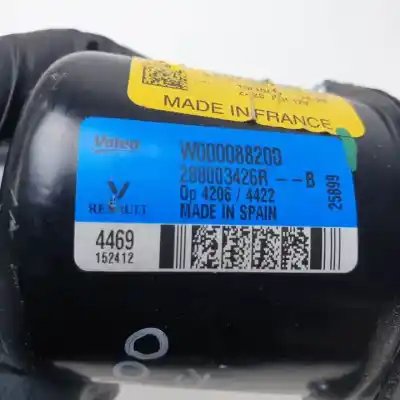 MADE IN FRANCE
Valeo
W000088200
288003426R --B
Op 4206 / 4422
RENAULT
MADE IN SPAIN
25899
4469
152412